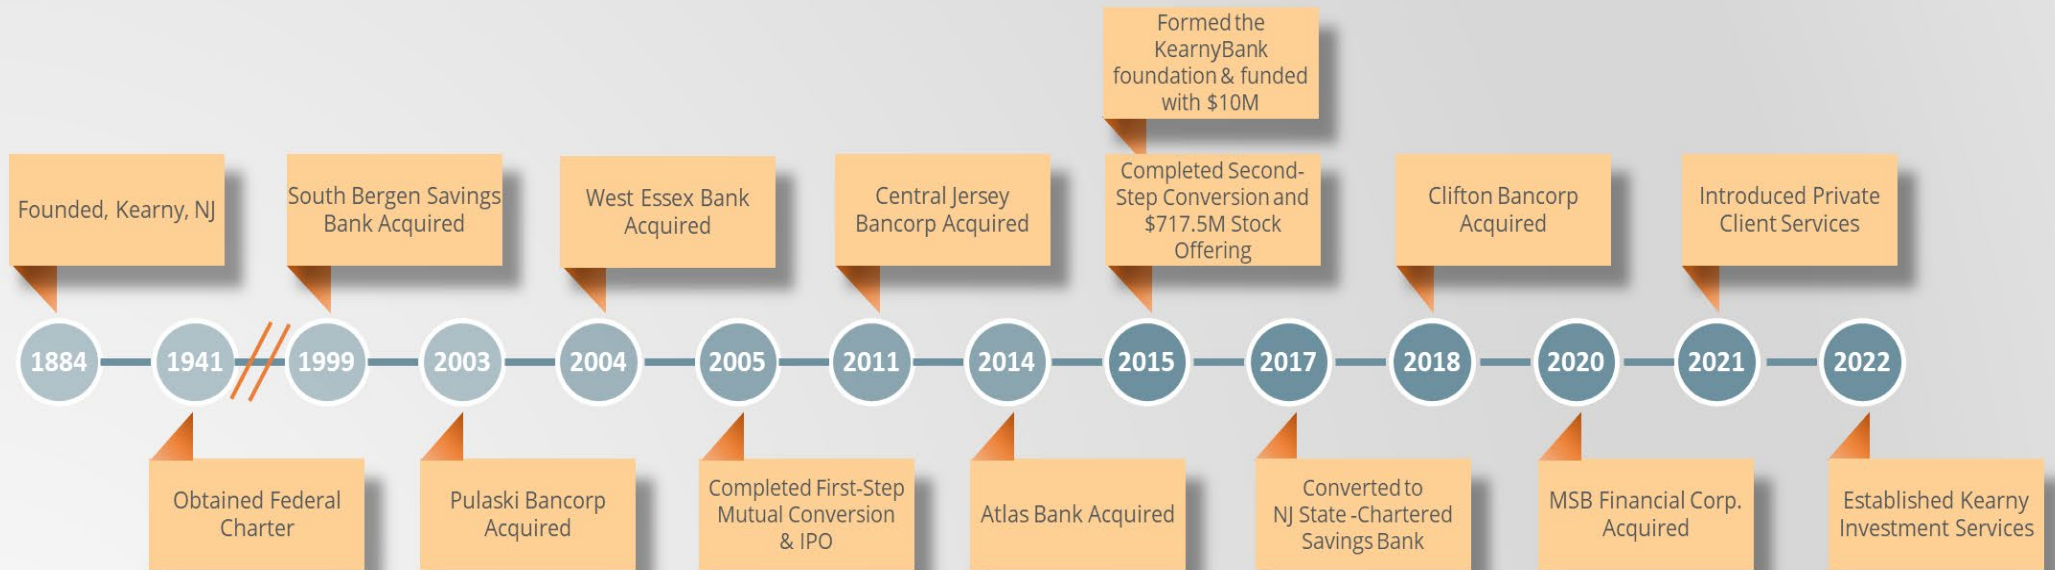 Formed the
KearnyBank
foundation & funded
with $10M
Founded, Kearny, NJ
South Bergen Savings
Bank Acquired
West Essex Bank
Acquired
Central Jersey
Bancorp Acquired
Completed Second-
Step Conversion and
$717.5M Stock
Offering
Clifton Bancorp
Acquired
Introduced Private
Client Services
1884
1941
1999
2003
2004
2005
2011
2014
2015
2017
2018
2020
2021
2022
Obtained Federal
Charter
Pulaski Bancorp
Acquired
Completed First-Step
Mutual Conversion
& IPO
Atlas Bank Acquired
Converted to
NJ State -Chartered
Savings Bank
MSB Financial Corp.
Acquired
Established Kearny
Investment Services